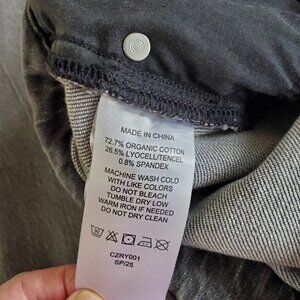 MADE IN CHINA
72.7% ORGANIC COTTON
26.5% LYOCELL/TENCEL
0.8% SPANDEX
MACHINE WASH COLD
WITH LIKE COLORS
DO NOT BLEACH
TUMBLE DRY LOW
WARM IRON IF NEEDED
DO NOT DRY CLEAN
CZRY001
SP/25